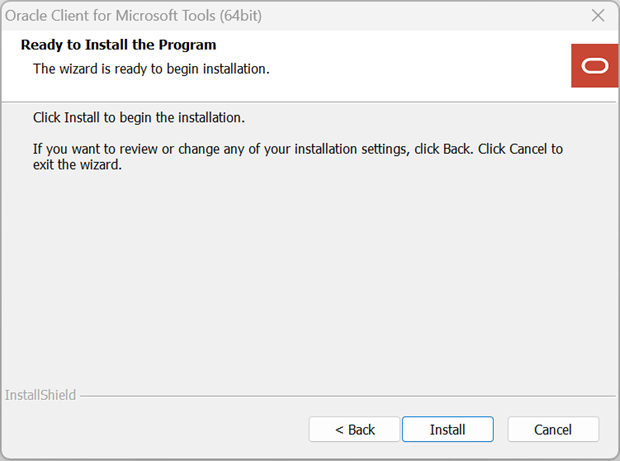 Oracle Client for Microsoft Tools (64bit)
Ready to Install the Program
The wizard is ready to begin installation.
Click Install to begin the installation.
If you want to review or change any of your installation settings, click Back. Click Cancel to
exit the wizard.
InstallShield
< Back
Install
Cancel